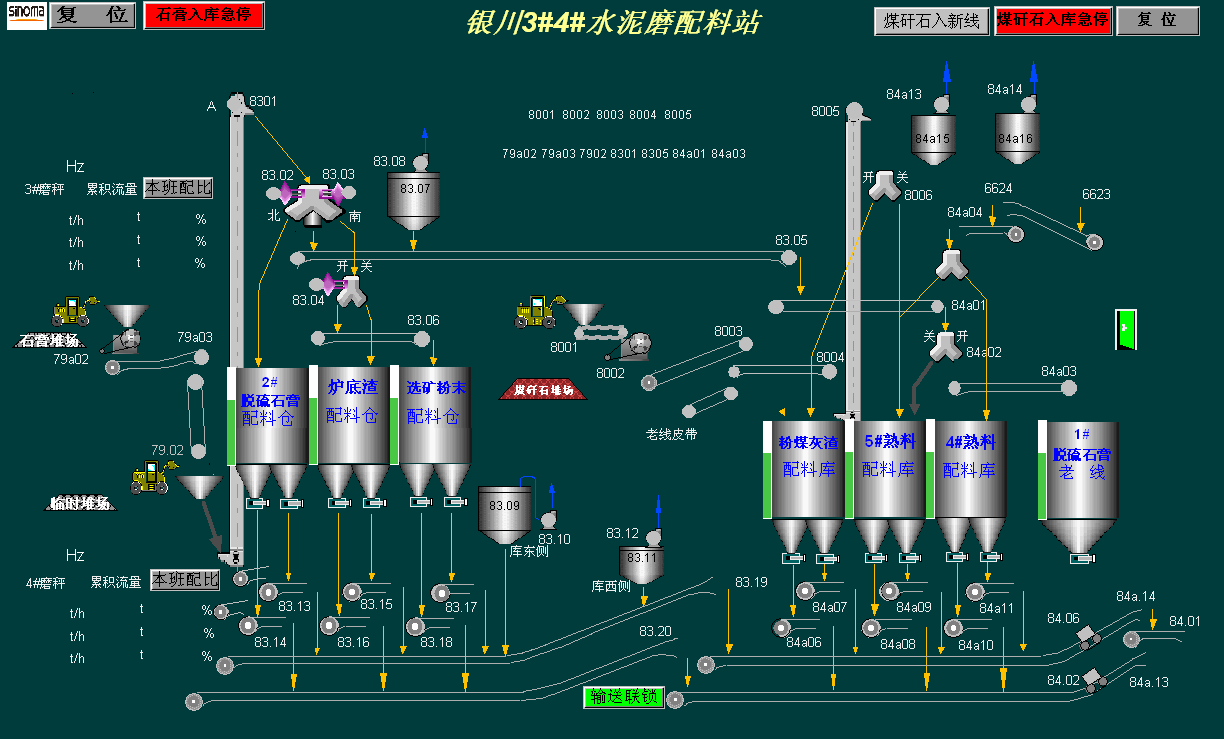 sinoma 复 位 石膏入库急停
银川3#4#水泥磨配料站
煤矸石入新线 煤矸石入库急停 复 位
A 8301
8001 8002 8003 8004 8005
79a02 79a03 7902 8301 8305 84a01 84a03
8005
84a13 84a14
84a15 84a16
Hz
3#磨秤 累积流量 本班配比
t/h t %
t/h t %
t/h t %
83.02 83.03 83.08
83.07
北 南
开 关
83.04
83.05
83.06
开 关
8006
6624 6623
84a04
84a01
关 开
84a02
84a03
石膏堆场
79a02
79a03
79.02
临时堆场
8001
8002
8003
8004
煤矸石堆场
老线皮带
2#
脱硫石膏
配料仓
炉底渣
配料仓
选矿粉末
配料仓
粉煤灰渣
配料库
5#熟料
配料库
4#熟料
配料库
1#
脱硫石膏
老 线
83.09
83.10
库东侧
83.12
83.11
库西侧
Hz
4#磨秤 累积流量 本班配比
t/h t %
t/h t %
t/h t %
83.13 83.15 83.17
83.14 83.16 83.18
83.19
83.20
84a07 84a09 84a11
84a06 84a08 84a10
84.06 84a.14 84.01
84.02 84a.13
输送联锁